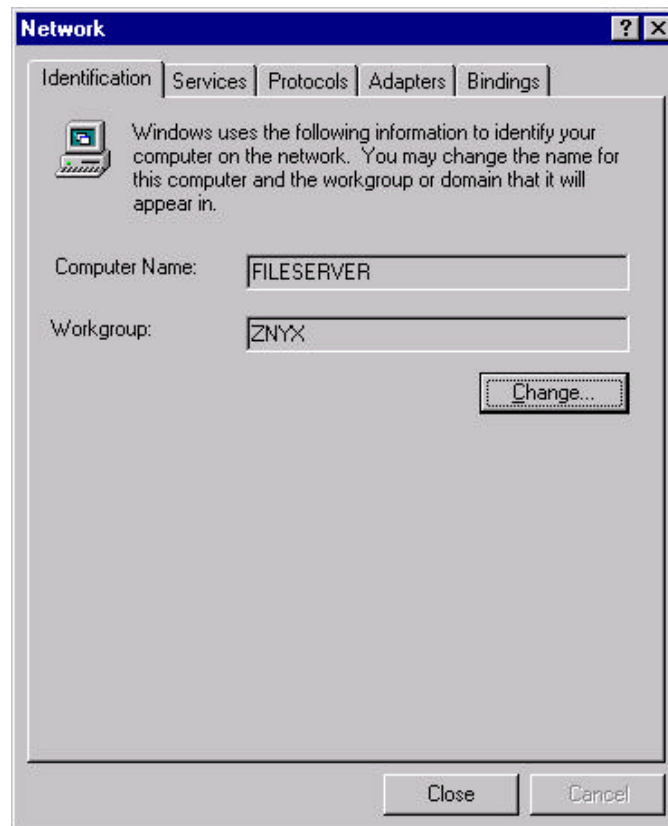 Network
Identification Services Protocols Adapters Bindings
Windows uses the following information to identify your
computer on the network.  You may change the name for
this computer and the workgroup or domain that it will
appear in.
Computer Name: FILESERVER
Workgroup: ZNYX
Change...
Close Cancel